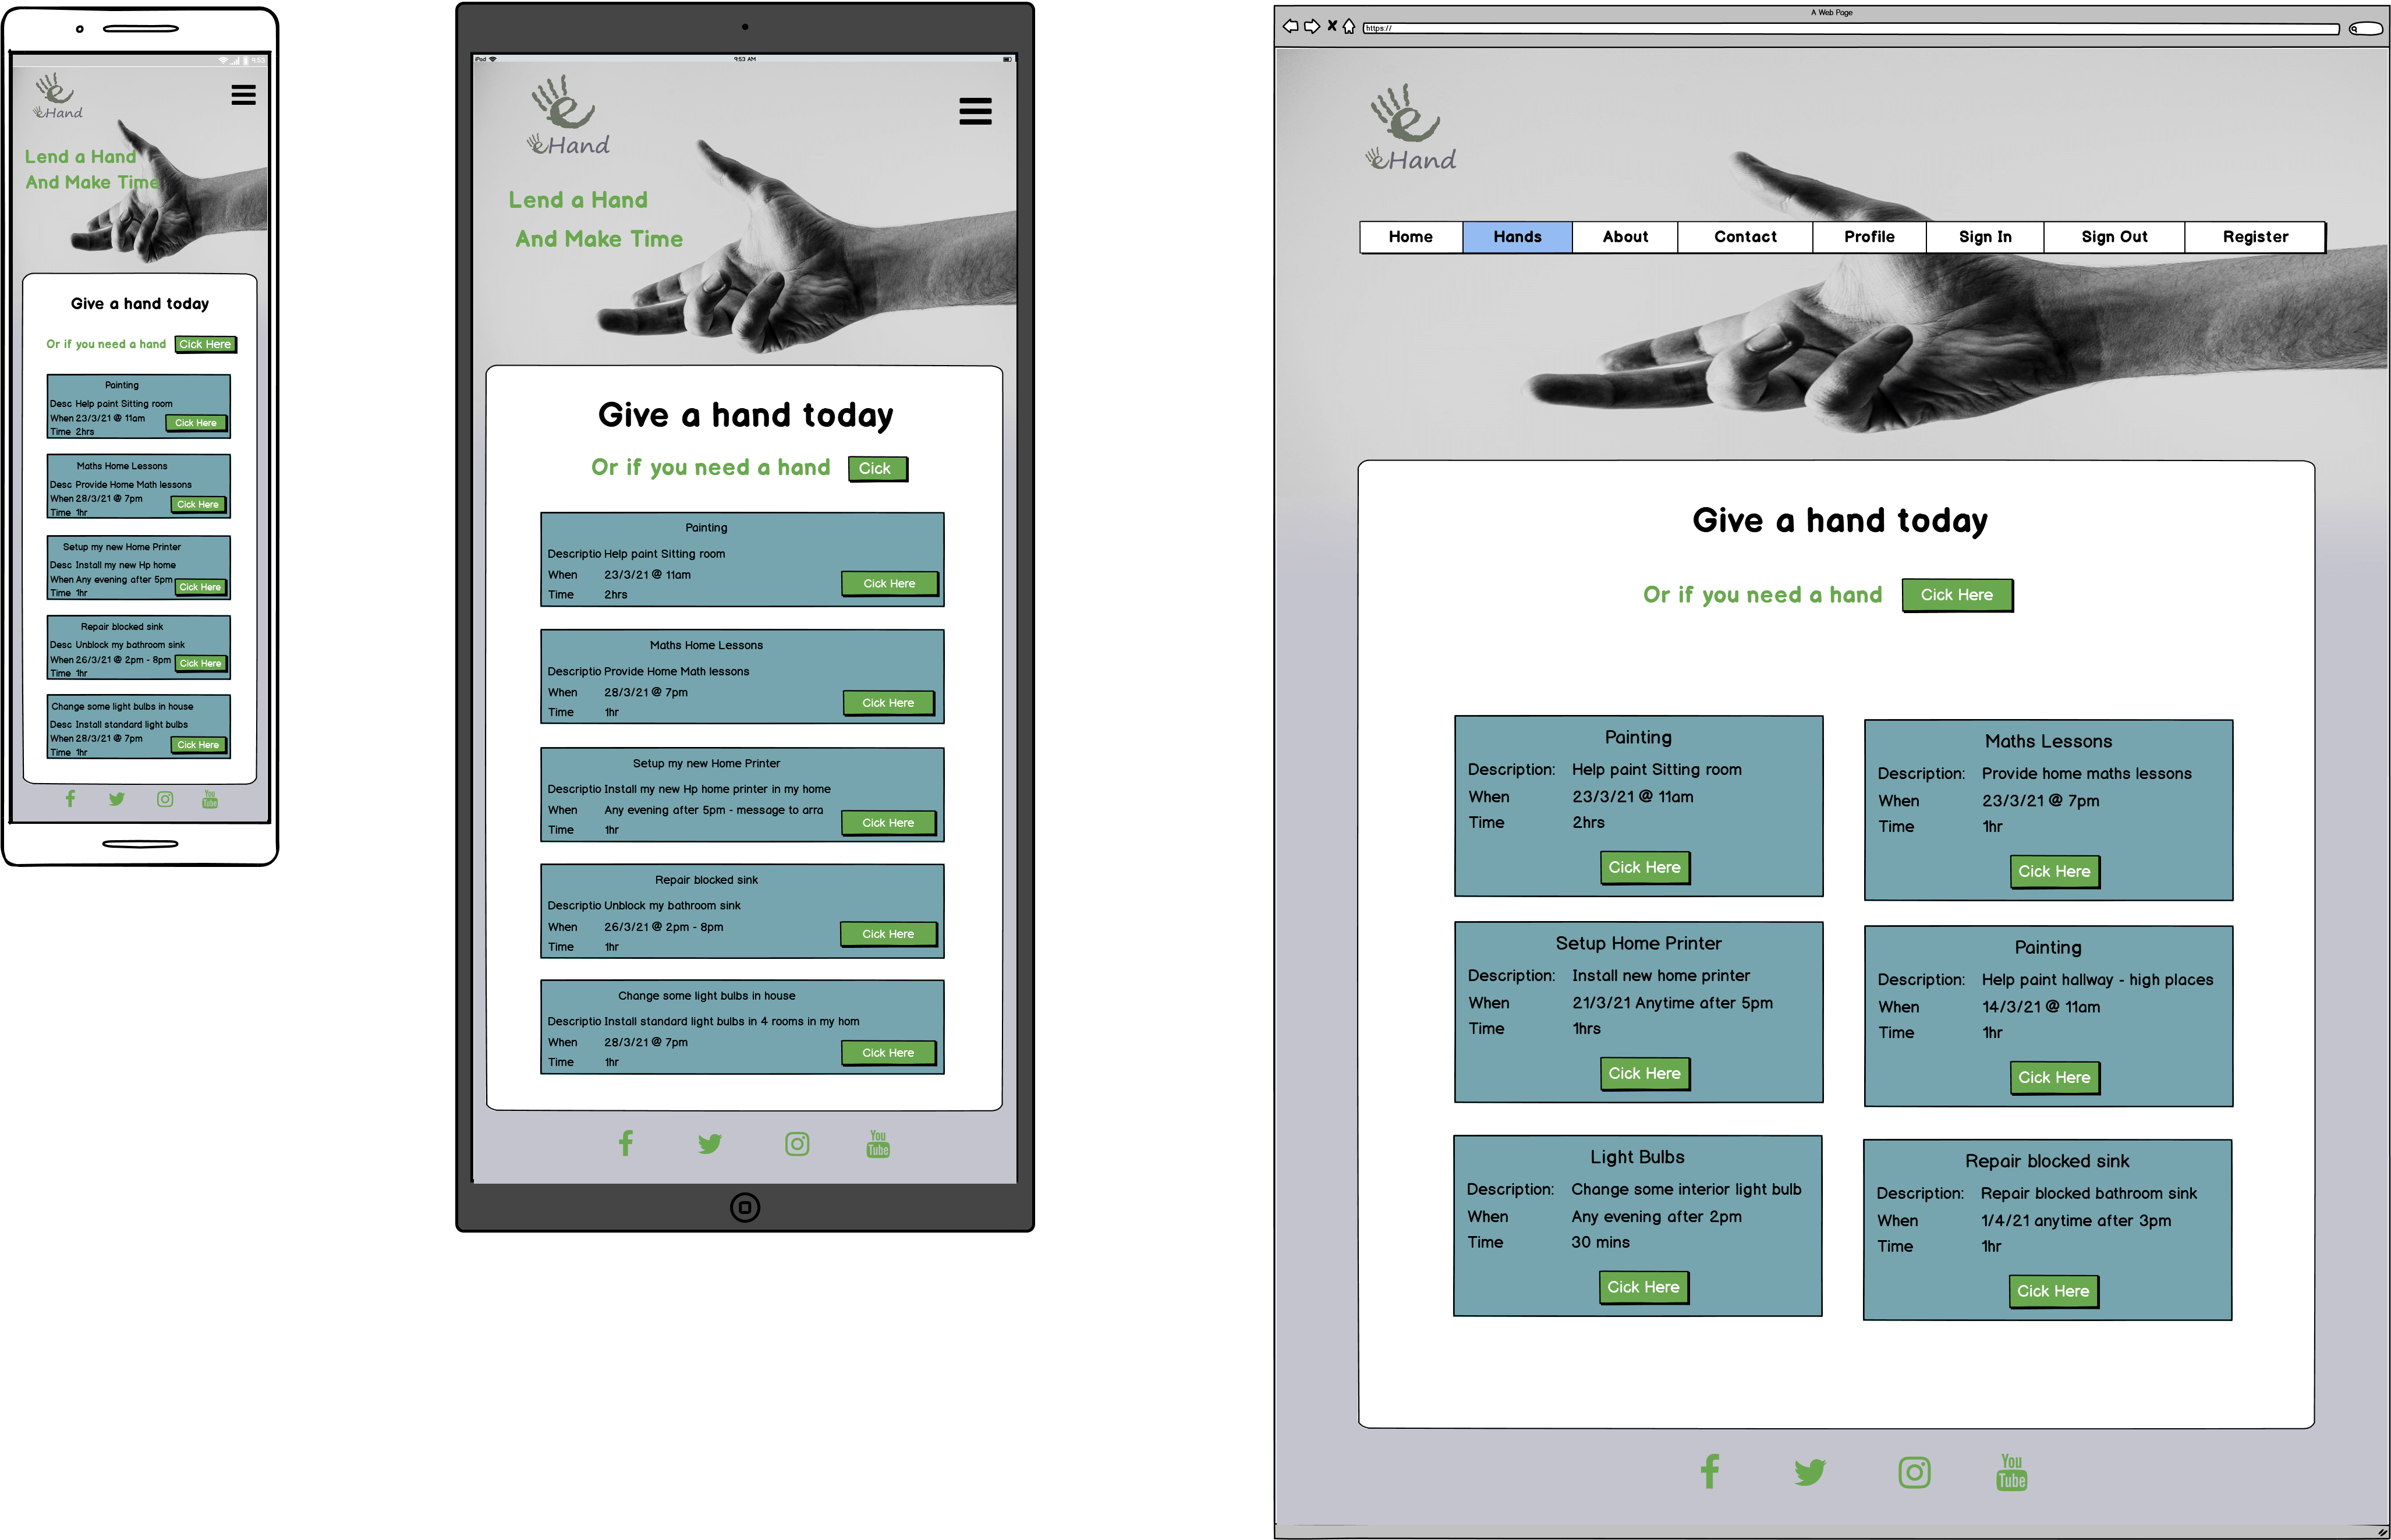 9:53
eHand
Lend a Hand
And Make Time
Give a hand today
Or if you need a hand Cick Here
Painting
Desc Help paint Sitting room
When 23/3/21 @ 11am
Time 2hrs
Cick Here
Maths Home Lessons
Desc Provide Home Math lessons
When 28/3/21 @ 7pm
Time 1hr
Cick Here
Setup my new Home Printer
Desc Install my new Hp home
When Any evening after 5pm
Time 1hr
Cick Here
Repair blocked sink
Desc Unblock my bathroom sink
When 26/3/21 @ 2pm - 8pm
Time 1hr
Cick Here
Change some light bulbs in house
Desc Install standard light bulbs
When 28/3/21 @ 7pm
Time 1hr
Cick Here
You
Tube
iPad 9:53 AM
e
eHand
Lend a Hand
And Make Time
Give a hand today
Or if you need a hand Cick
Painting
Descriptio Help paint Sitting room
When 23/3/21 @ 11am
Time 2hrs
Cick Here
Maths Home Lessons
Descriptio Provide Home Math lessons
When 28/3/21 @ 7pm
Time 1hr
Cick Here
Setup my new Home Printer
Descriptio Install my new Hp home printer in my home
When Any evening after 5pm - message to arra
Time 1hr
Cick Here
Repair blocked sink
Descriptio Unblock my bathroom sink
When 26/3/21 @ 2pm - 8pm
Time 1hr
Cick Here
Change some light bulbs in house
Descriptio Install standard light bulbs in 4 rooms in my hom
When 28/3/21 @ 7pm
Time 1hr
Cick Here
You
Tube
A Web Page
https://
e
eHand
Home Hands About Contact Profile Sign In Sign Out Register
Give a hand today
Or if you need a hand Cick Here
Painting
Description: Help paint Sitting room
When 23/3/21 @ 11am
Time 2hrs
Cick Here
Maths Lessons
Description: Provide home maths lessons
When 23/3/21 @ 7pm
Time 1hr
Cick Here
Setup Home Printer
Description: Install new home printer
When 21/3/21 Anytime after 5pm
Time 1hrs
Cick Here
Painting
Description: Help paint hallway - high places
When 14/3/21 @ 11am
Time 1hr
Cick Here
Light Bulbs
Description: Change some interior light bulb
When Any evening after 2pm
Time 30 mins
Cick Here
Repair blocked sink
Description: Repair blocked bathroom sink
When 1/4/21 anytime after 3pm
Time 1hr
Cick Here
You
Tube